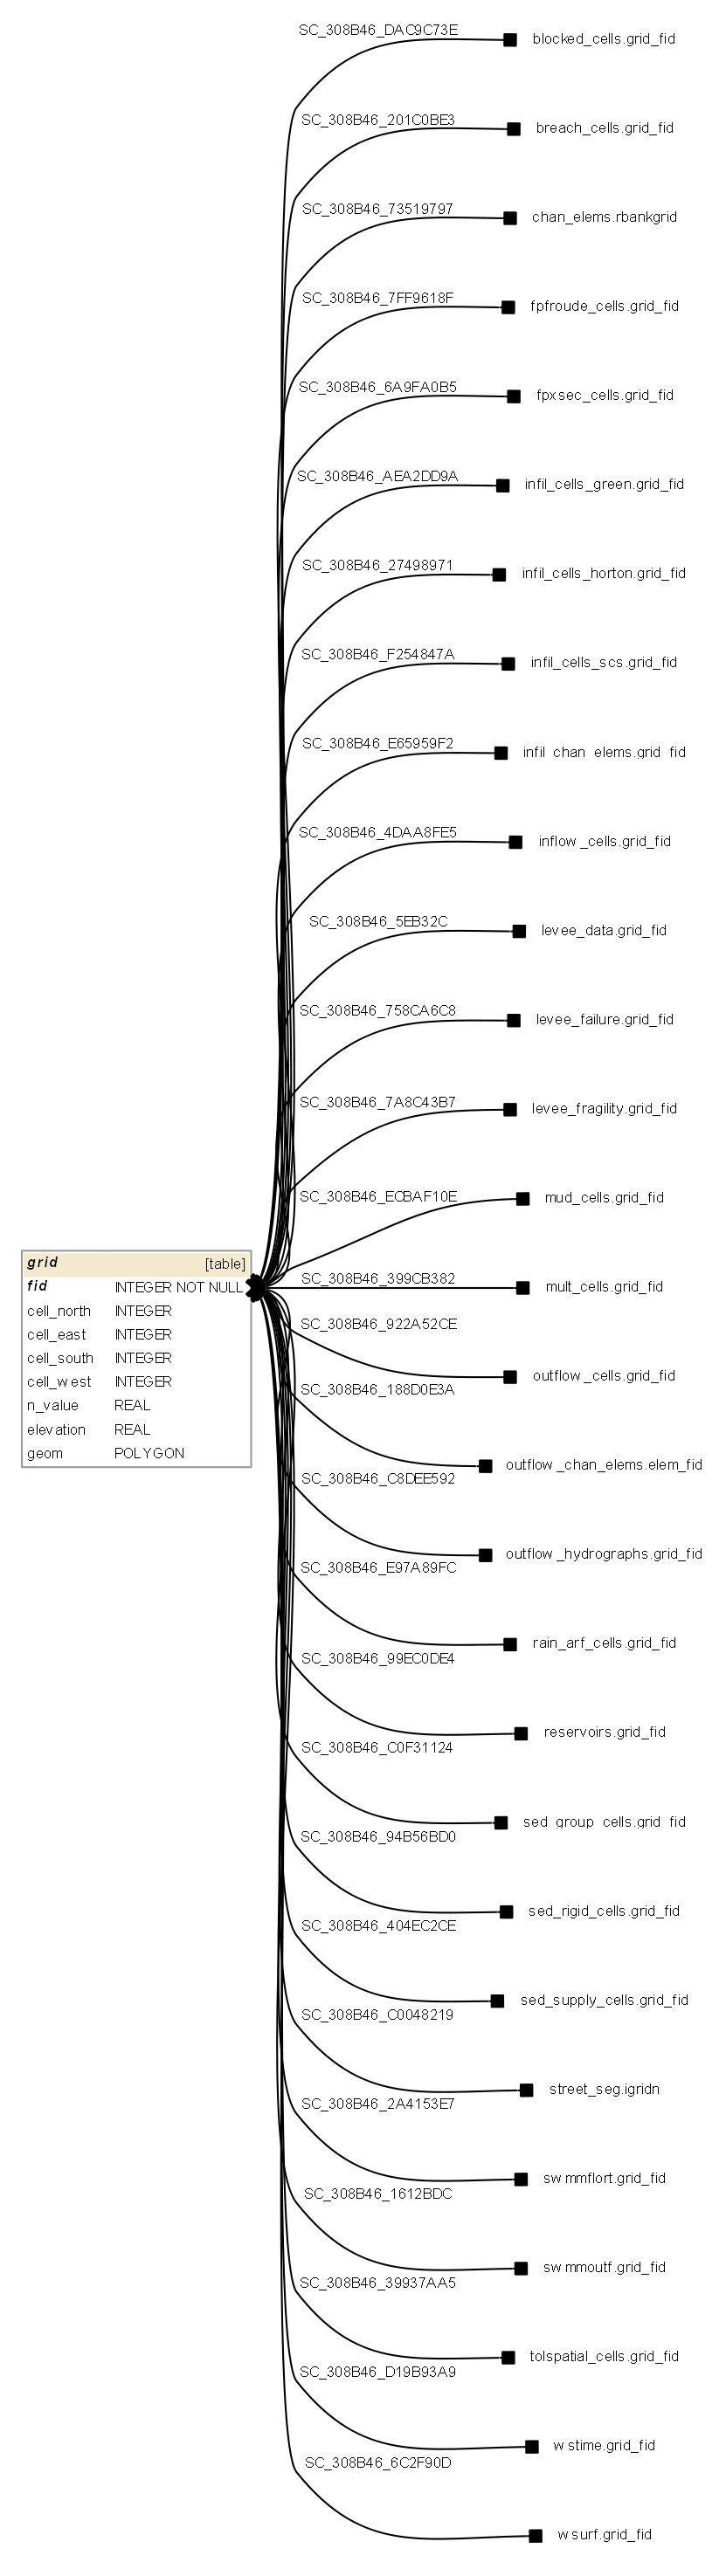 SC_308B46_DAC9C73E
blocked_cells.grid_fid
SC_308B46_201C0BE3
breach_cells.grid_fid
SC_308B46_73519797
chan_elems.rbankgrid
SC_308B46_7FF9618F
fpfroude_cells.grid_fid
SC_308B46_6A9FA0B5
fpxsec_cells.grid_fid
SC_308B46_AEA2DD9A
infil_cells_green.grid_fid
SC_308B46_27498971
infil_cells_horton.grid_fid
SC_308B46_F254847A
infil_cells_scs.grid_fid
SC_308B46_E65959F2
infil_chan_elems.grid_fid
SC_308B46_4DAA8FE5
inflow_cells.grid_fid
SC_308B46_5EB32C
levee_data.grid_fid
SC_308B46_758CA6C8
levee_failure.grid_fid
SC_308B46_7A8C43B7
levee_fragility.grid_fid
SC_308B46_ECBAF10E
mud_cells.grid_fid
grid [table]
fid INTEGER NOT NULL
cell_north INTEGER
cell_east INTEGER
cell_south INTEGER
cell_west INTEGER
n_value REAL
elevation REAL
geom POLYGON
SC_308B46_399CB382
mult_cells.grid_fid
SC_308B46_922A52CE
outflow_cells.grid_fid
SC_308B46_188D0E3A
outflow_chan_elems.elem_fid
SC_308B46_C8DEE592
outflow_hydrographs.grid_fid
SC_308B46_E97A89FC
rain_arf_cells.grid_fid
SC_308B46_99EC0DE4
reservoirs.grid_fid
SC_308B46_C0F31124
sed_group_cells.grid_fid
SC_308B46_94B56BD0
sed_rigid_cells.grid_fid
SC_308B46_404EC2CE
sed_supply_cells.grid_fid
SC_308B46_C0048219
street_seg.igridn
SC_308B46_2A4153E7
swmmflort.grid_fid
SC_308B46_1612BDC
swmmoutf.grid_fid
SC_308B46_39937AA5
tolspatial_cells.grid_fid
SC_308B46_D19B93A9
wstime.grid_fid
SC_308B46_6C2F90D
wsurf.grid_fid